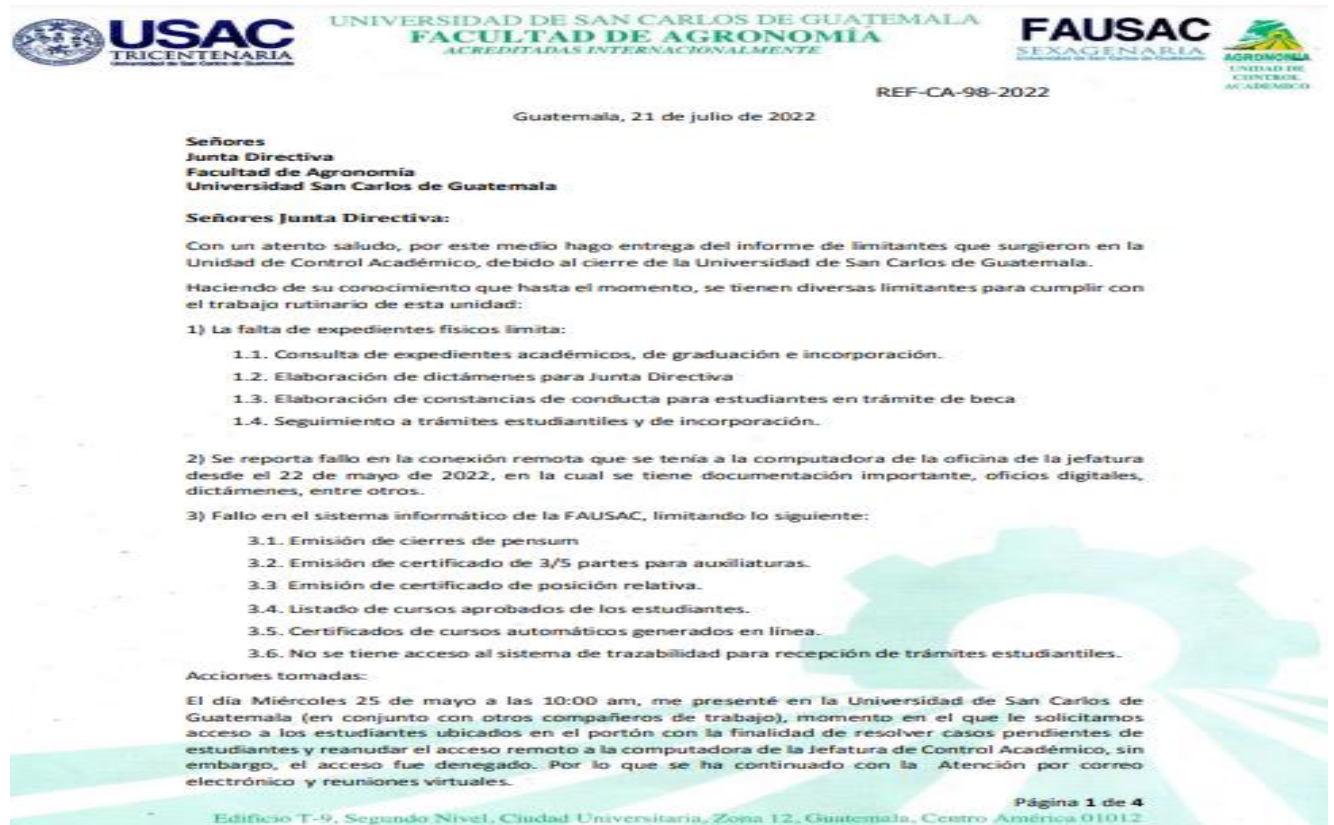 USAC
TRICENTENARIA
Universidad de San Carlos de Guatemala
UNIVERSIDAD DE SAN CARLOS DE GUATEMALA
FACULTAD DE AGRONOMÍA
ACREDITADAS INTERNACIONALMENTE
FAUSAC
SEXAGENARIA
Universidad de San Carlos de Guatemala
AGRONOMIA
UNIDAD DE
CONTROL
ACADEMICO
REF-CA-98-2022
Guatemala, 21 de julio de 2022
Señores
Junta Directiva
Facultad de Agronomía
Universidad San Carlos de Guatemala
Señores Junta Directiva:
Con un atento saludo, por este medio hago entrega del informe de limitantes que surgieron en la
Unidad de Control Académico, debido al cierre de la Universidad de San Carlos de Guatemala.
Haciendo de su conocimiento que hasta el momento, se tienen diversas limitantes para cumplir con
el trabajo rutinario de esta unidad:
1) La falta de expedientes físicos limita:
1.1. Consulta de expedientes académicos, de graduación e incorporación.
1.2. Elaboración de dictámenes para Junta Directiva
1.3. Elaboración de constancias de conducta para estudiantes en trámite de beca
1.4. Seguimiento a trámites estudiantiles y de incorporación.
2) Se reporta fallo en la conexión remota que se tenía a la computadora de la oficina de la jefatura
desde el 22 de mayo de 2022, en la cual se tiene documentación importante, oficios digitales,
dictámenes, entre otros.
3) Fallo en el sistema informático de la FAUSAC, limitando lo siguiente:
3.1. Emisión de cierres de pensum
3.2. Emisión de certificado de 3/5 partes para auxiliaturas.
3.3 Emisión de certificado de posición relativa.
3.4. Listado de cursos aprobados de los estudiantes.
3.5. Certificados de cursos automáticos generados en línea.
3.6. No se tiene acceso al sistema de trazabilidad para recepción de trámites estudiantiles.
Acciones tomadas:
El día Miércoles 25 de mayo a las 10:00 am, me presenté en la Universidad de San Carlos de
Guatemala (en conjunto con otros compañeros de trabajo), momento en el que le solicitamos
acceso a los estudiantes ubicados en el portón con la finalidad de resolver casos pendientes de
estudiantes y reanudar el acceso remoto a la computadora de la Jefatura de Control Académico, sin
embargo, el acceso fue denegado. Por lo que se ha continuado con la Atención por correo
electrónico y reuniones virtuales.
Página 1 de 4
Edificio T-9, Segundo Nivel, Ciudad Universitaria, Zona 12, Guatemala, Centro América 01012